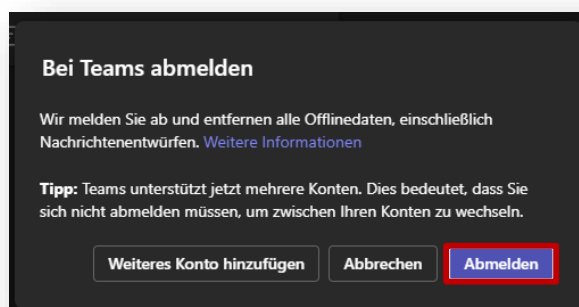 Bei Teams abmelden
Wir melden Sie ab und entfernen alle Offlinedaten, einschließlich
Nachrichtenentwürfen. Weitere Informationen
Tipp: Teams unterstützt jetzt mehrere Konten. Dies bedeutet, dass Sie
sich nicht abmelden müssen, um zwischen Ihren Konten zu wechseln.
Weiteres Konto hinzufügen Abbrechen Abmelden